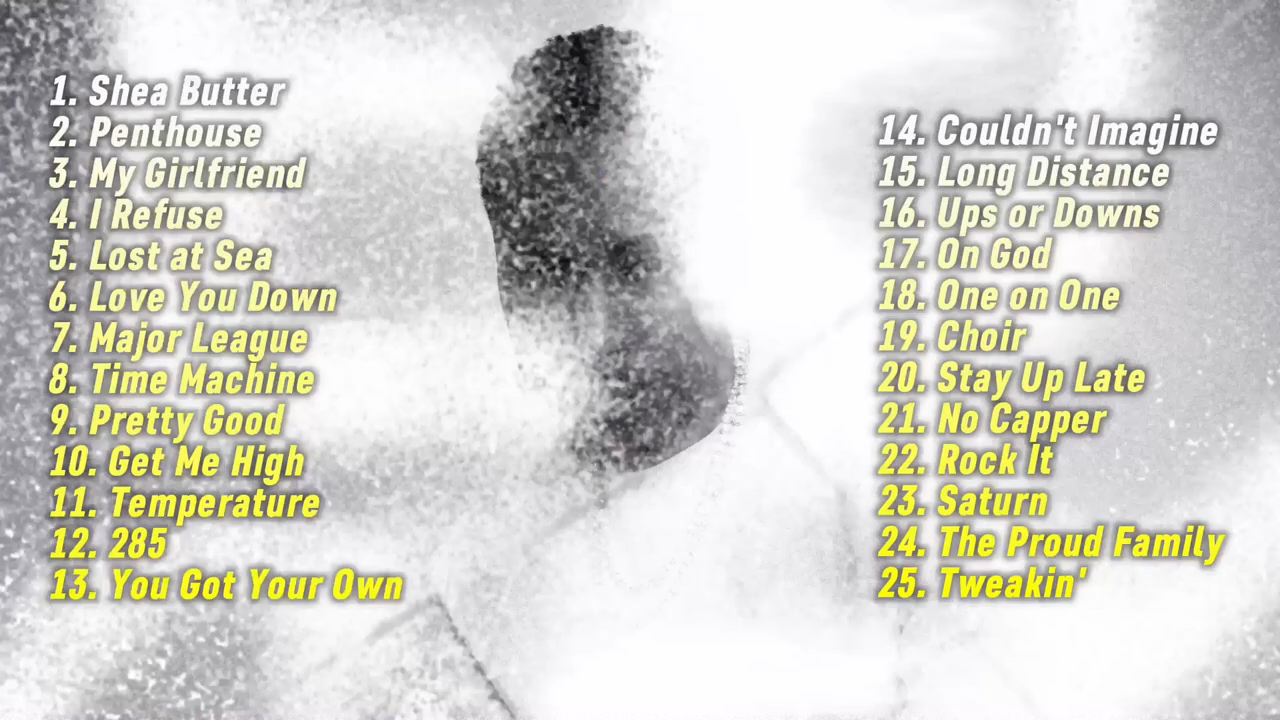 1. Shea Butter
2. Penthouse
3. My Girlfriend
4. I Refuse
5. Lost at Sea
6. Love You Down
7. Major League
8. Time Machine
9. Pretty Good
10. Get Me High
11. Temperature
12. 285
13. You Got Your Own
14. Couldn't Imagine
15. Long Distance
16. Ups or Downs
17. On God
18. One on One
19. Choir
20. Stay Up Late
21. No Capper
22. Rock It
23. Saturn
24. The Proud Family
25. Tweakin'